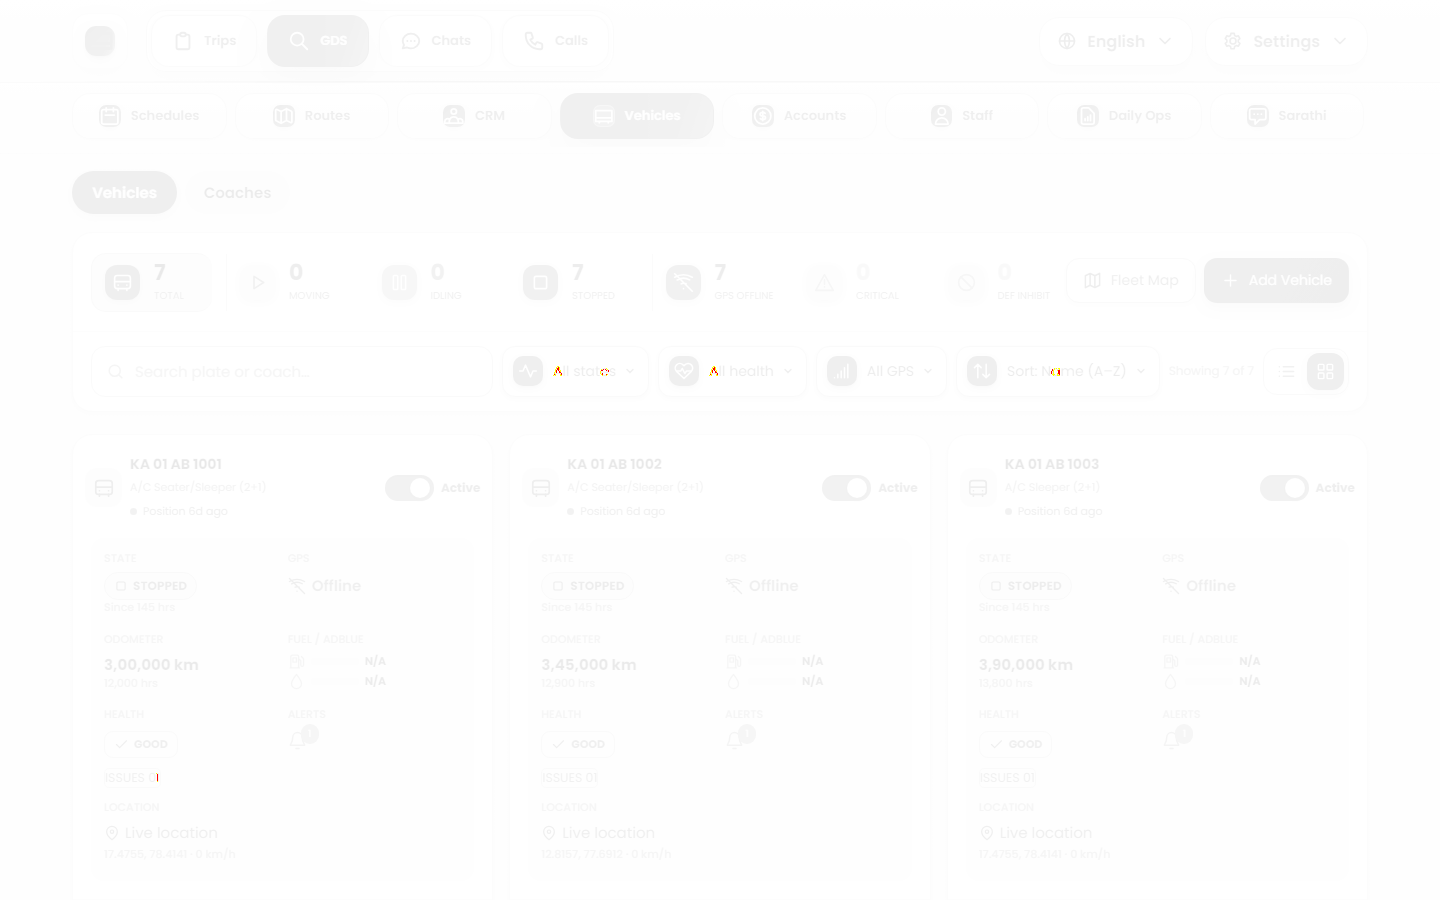 Trips GDS Chats Calls English Settings
Schedules Routes CRM Vehicles Accounts Staff Daily Ops Sarathi
Vehicles Coaches
7 TOTAL 0 MOVING 0 IDLING 7 STOPPED 7 GPS OFFLINE 0 CRITICAL 0 DEF INHIBIT Fleet Map Add Vehicle
Search plate or coach... All states All health All GPS Sort: Name (A–Z) Showing 7 of 7
KA 01 AB 1001
A/C Seater/Sleeper (2+1)
Position 6d ago
Active
STATE GPS
STOPPED Offline
Since 145 hrs
ODOMETER FUEL / ADBLUE
3,00,000 km N/A
12,000 hrs N/A
HEALTH ALERTS
GOOD 1
ISSUES 01
LOCATION
Live location
17.4755, 78.4141 · 0 km/h
KA 01 AB 1002
A/C Seater/Sleeper (2+1)
Position 6d ago
Active
STATE GPS
STOPPED Offline
Since 145 hrs
ODOMETER FUEL / ADBLUE
3,45,000 km N/A
12,900 hrs N/A
HEALTH ALERTS
GOOD 1
ISSUES 01
LOCATION
Live location
12.8157, 77.6912 · 0 km/h
KA 01 AB 1003
A/C Sleeper (2+1)
Position 6d ago
Active
STATE GPS
STOPPED Offline
Since 145 hrs
ODOMETER FUEL / ADBLUE
3,90,000 km N/A
13,800 hrs N/A
HEALTH ALERTS
GOOD 1
ISSUES 01
LOCATION
Live location
17.4755, 78.4141 · 0 km/h